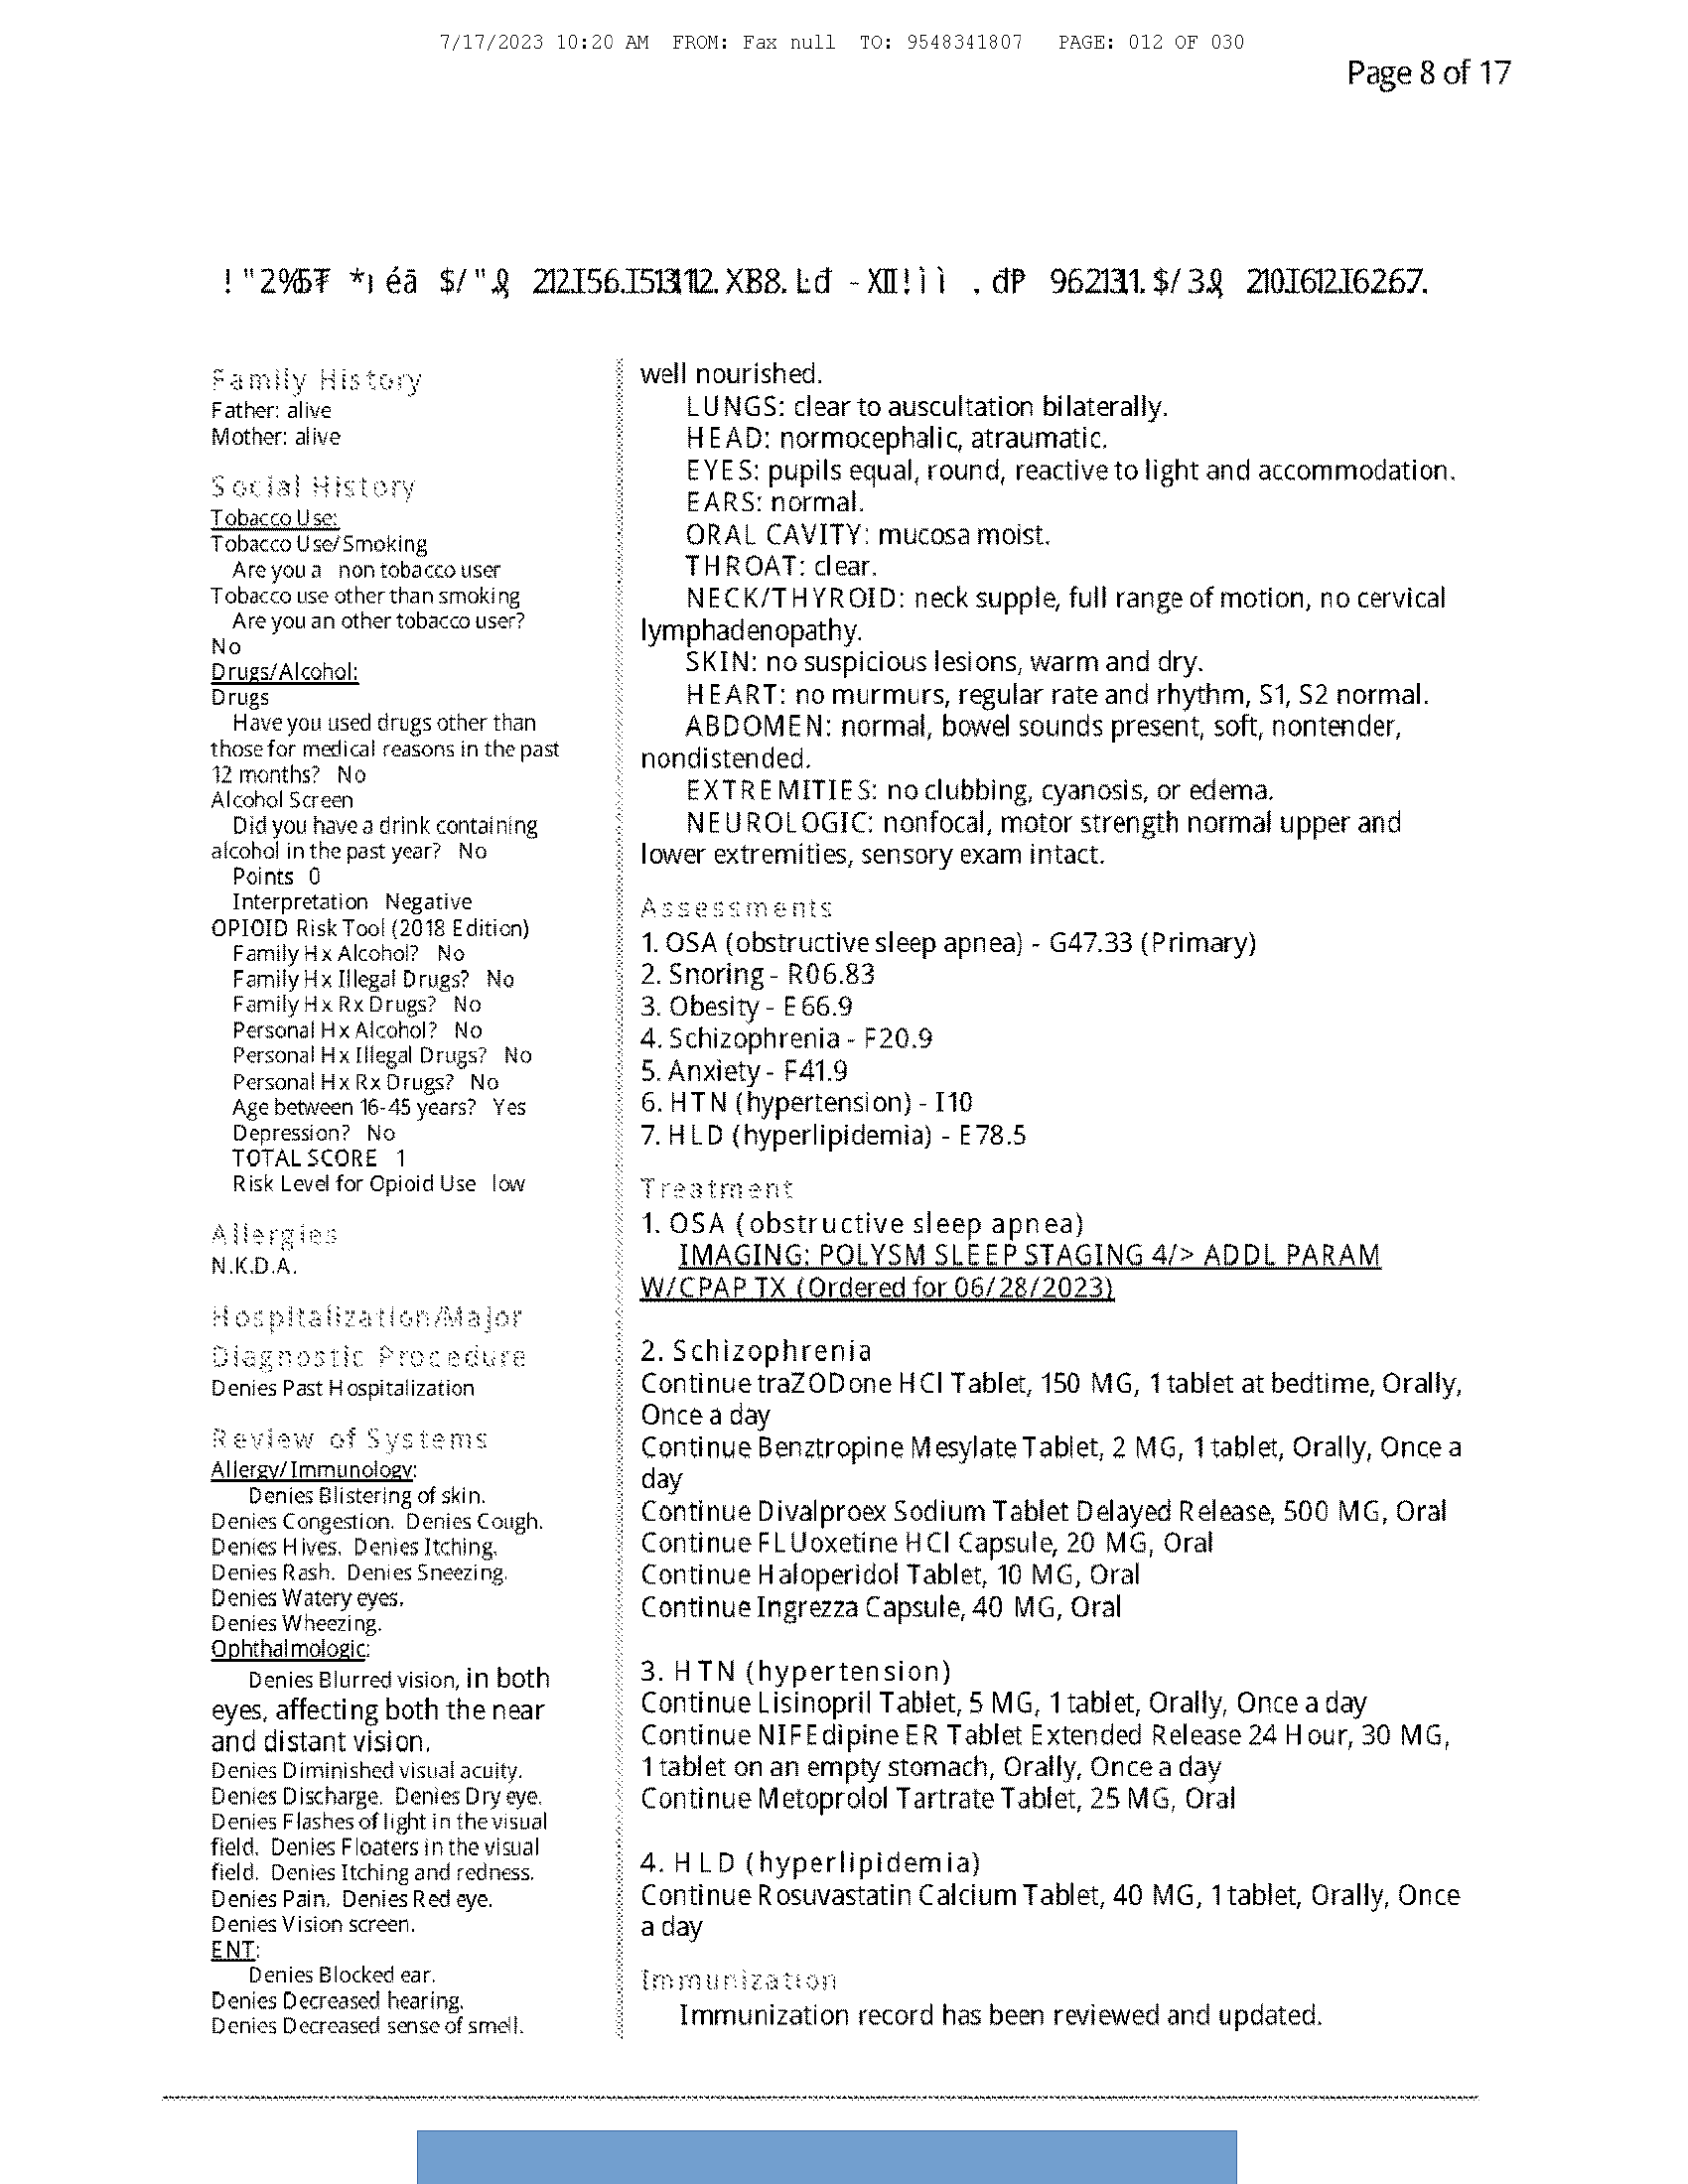 7/17/2023 10:20 AM FROM: Fax null TO: 9548341807 PAGE: 012 OF 030
Page 8 of 17
Family History
Father: alive
Mother: alive
Social History
Tobacco Use:
Tobacco Use/Smoking
Are you a non tobacco user
Tobacco use other than smoking
Are you an other tobacco user?
No
Drugs/Alcohol:
Drugs
Have you used drugs other than
those for medical reasons in the past
12 months? No
Alcohol Screen
Did you have a drink containing
alcohol in the past year? No
Points 0
Interpretation Negative
OPIOID Risk Tool (2018 Edition)
Family Hx Alcohol? No
Family Hx Illegal Drugs? No
Family Hx Rx Drugs? No
Personal Hx Alcohol? No
Personal Hx Illegal Drugs? No
Personal Hx Rx Drugs? No
Age between 16-45 years? Yes
Depression? No
TOTAL SCORE 1
Risk Level for Opioid Use low
Allergies
N.K.D.A.
Hospitalization/Major
Diagnostic Procedure
Denies Past Hospitalization
Review of Systems
Allergy/Immunology:
Denies Blistering of skin.
Denies Congestion. Denies Cough.
Denies Hives. Denies Itching.
Denies Rash. Denies Sneezing.
Denies Watery eyes.
Denies Wheezing.
Ophthalmologic:
Denies Blurred vision, in both
eyes, affecting both the near
and distant vision.
Denies Diminished visual acuity.
Denies Discharge. Denies Dry eye.
Denies Flashes of light in the visual
field. Denies Floaters in the visual
field. Denies Itching and redness.
Denies Pain. Denies Red eye.
Denies Vision screen.
ENT:
Denies Blocked ear.
Denies Decreased hearing.
Denies Decreased sense of smell.
well nourished.
LUNGS: clear to auscultation bilaterally.
HEAD: normocephalic, atraumatic.
EYES: pupils equal, round, reactive to light and accommodation.
EARS: normal.
ORAL CAVITY: mucosa moist.
THROAT: clear.
NECK/THYROID: neck supple, full range of motion, no cervical
lymphadenopathy.
SKIN: no suspicious lesions, warm and dry.
HEART: no murmurs, regular rate and rhythm, S1, S2 normal.
ABDOMEN: normal, bowel sounds present, soft, nontender,
nondistended.
EXTREMITIES: no clubbing, cyanosis, or edema.
NEUROLOGIC: nonfocal, motor strength normal upper and
lower extremities, sensory exam intact.
Assessments
1. OSA (obstructive sleep apnea) - G47.33 (Primary)
2. Snoring - R06.83
3. Obesity - E66.9
4. Schizophrenia - F20.9
5. Anxiety - F41.9
6. HTN (hypertension) - I10
7. HLD (hyperlipidemia) - E78.5
Treatment
1. OSA (obstructive sleep apnea)
IMAGING: POLYSM SLEEP STAGING 4/> ADDL PARAM
W/CPAP TX (Ordered for 06/28/2023)
2. Schizophrenia
Continue traZODone HCl Tablet, 150 MG, 1 tablet at bedtime, Orally,
Once a day
Continue Benztropine Mesylate Tablet, 2 MG, 1 tablet, Orally, Once a
day
Continue Divalproex Sodium Tablet Delayed Release, 500 MG, Oral
Continue FLUoxetine HCl Capsule, 20 MG, Oral
Continue Haloperidol Tablet, 10 MG, Oral
Continue Ingrezza Capsule, 40 MG, Oral
3. HTN (hypertension)
Continue Lisinopril Tablet, 5 MG, 1 tablet, Orally, Once a day
Continue NIFEdipine ER Tablet Extended Release 24 Hour, 30 MG,
1 tablet on an empty stomach, Orally, Once a day
Continue Metoprolol Tartrate Tablet, 25 MG, Oral
4. HLD (hyperlipidemia)
Continue Rosuvastatin Calcium Tablet, 40 MG, 1 tablet, Orally, Once
a day
Immunization
Immunization record has been reviewed and updated.